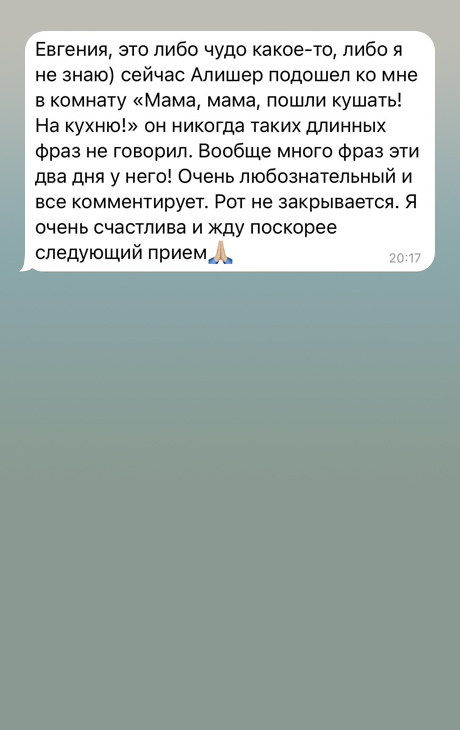 Евгения, это либо чудо какое-то, либо я
не знаю) сейчас Алишер подошел ко мне
в комнату «Мама, мама, пошли кушать!
На кухню!» он никогда таких длинных
фраз не говорил. Вообще много фраз эти
два дня у него! Очень любознательный и
все комментирует. Рот не закрывается. Я
очень счастлива и жду поскорее
следующий прием🙏🏼
20:17